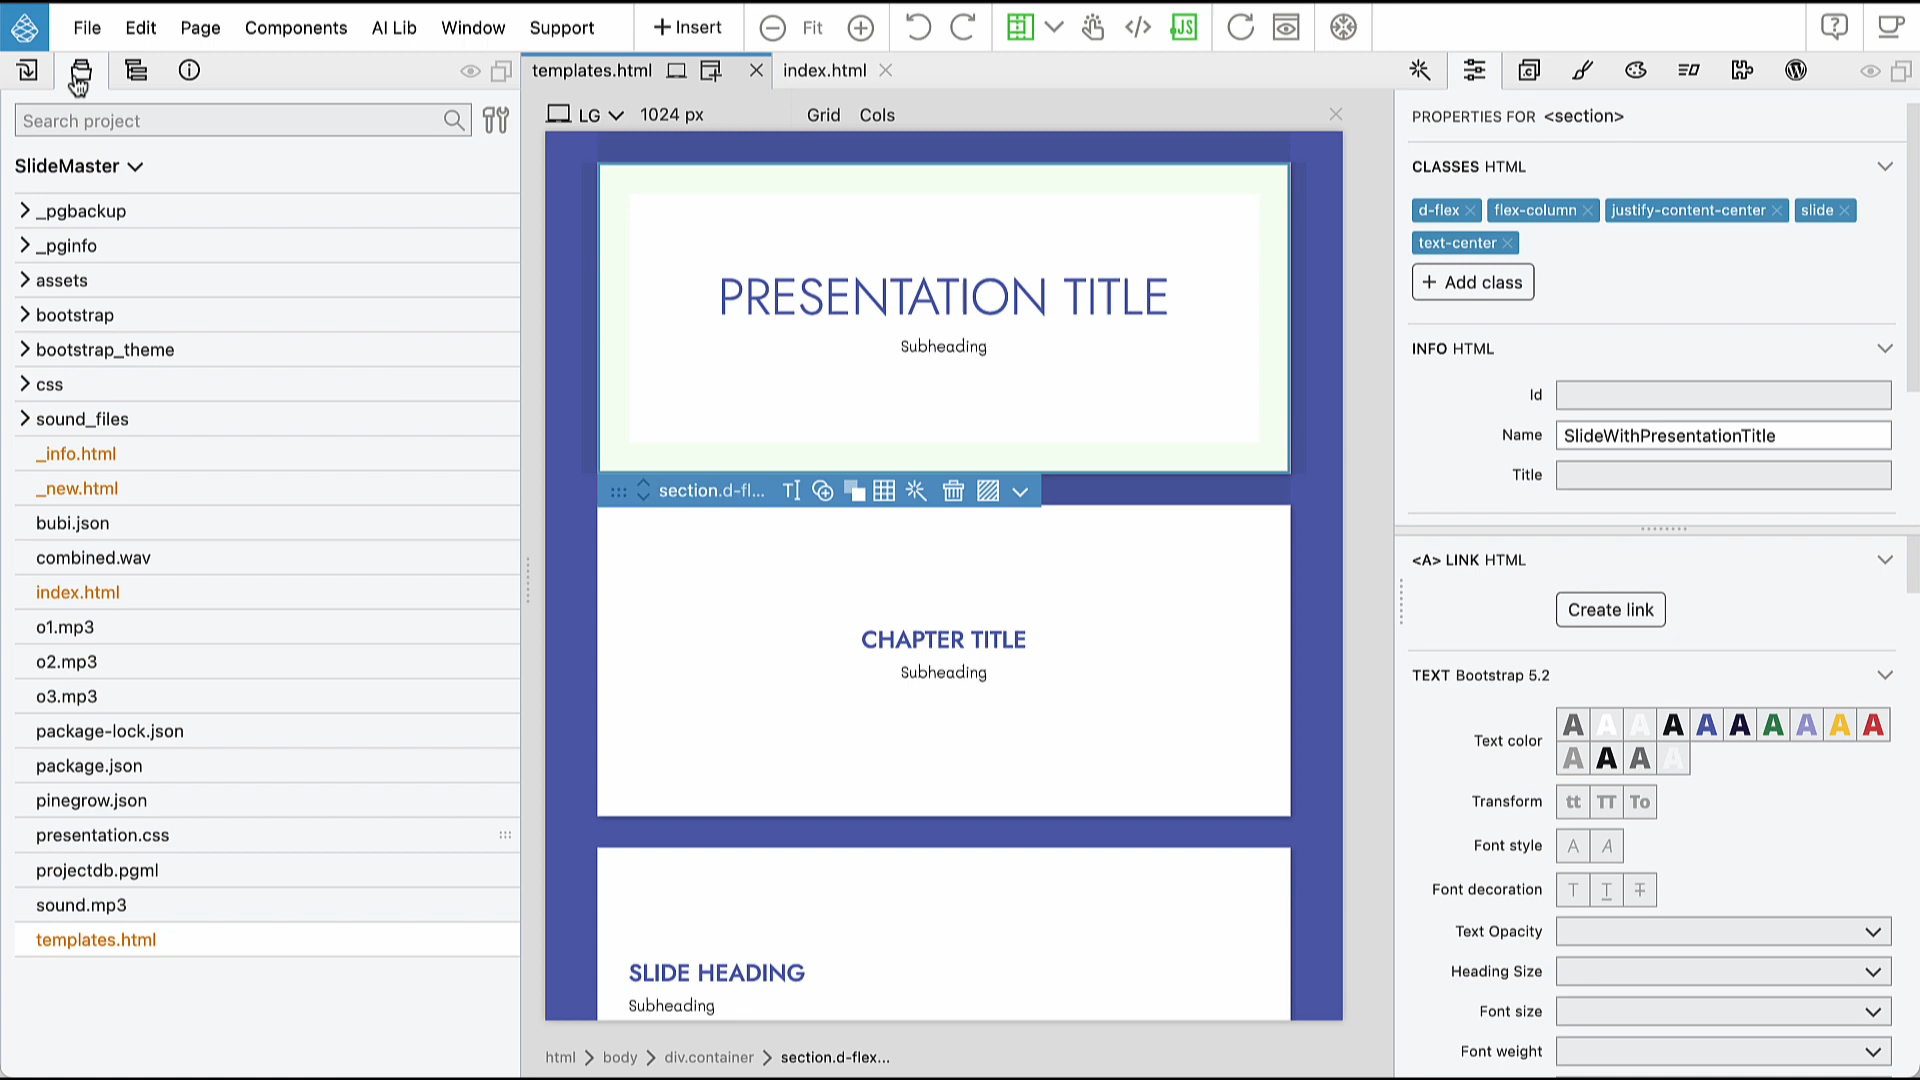 File Edit Page Components AI Lib Window Support + Insert Fit JS
templates.html index.html
LG 1024 px Grid Cols
Search project
SlideMaster
_pgbackup
_pginfo
assets
bootstrap
bootstrap_theme
css
sound_files
_info.html
_new.html
bubi.json
combined.wav
index.html
o1.mp3
o2.mp3
o3.mp3
package-lock.json
package.json
pinegrow.json
presentation.css
projectdb.pgml
sound.mp3
templates.html
PRESENTATION TITLE
Subheading
section.d-fl...
CHAPTER TITLE
Subheading
SLIDE HEADING
Subheading
html > body > div.container > section.d-flex...
PROPERTIES FOR <section>
CLASSES HTML
d-flex flex-column justify-content-center slide
text-center
+ Add class
INFO HTML
Id
Name SlideWithPresentationTitle
Title
<A> LINK HTML
Create link
TEXT Bootstrap 5.2
Text color A A A A A A A A A A
A A A A
Transform tt TT To
Font style A A
Font decoration T T T
Text Opacity
Heading Size
Font size
Font weight